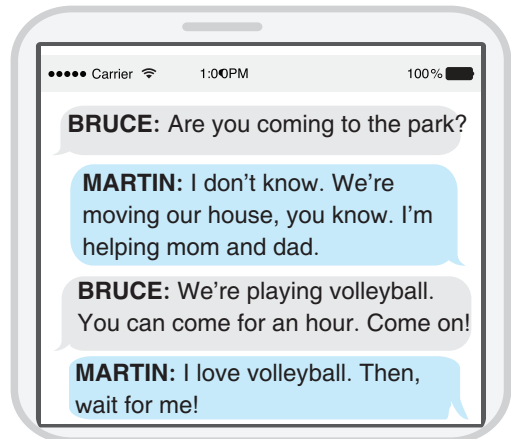 Carrier 1:00PM 100%
BRUCE: Are you coming to the park?
MARTIN: I don't know. We're
moving our house, you know. I'm
helping mom and dad.
BRUCE: We're playing volleyball.
You can come for an hour. Come on!
MARTIN: I love volleyball. Then,
wait for me!